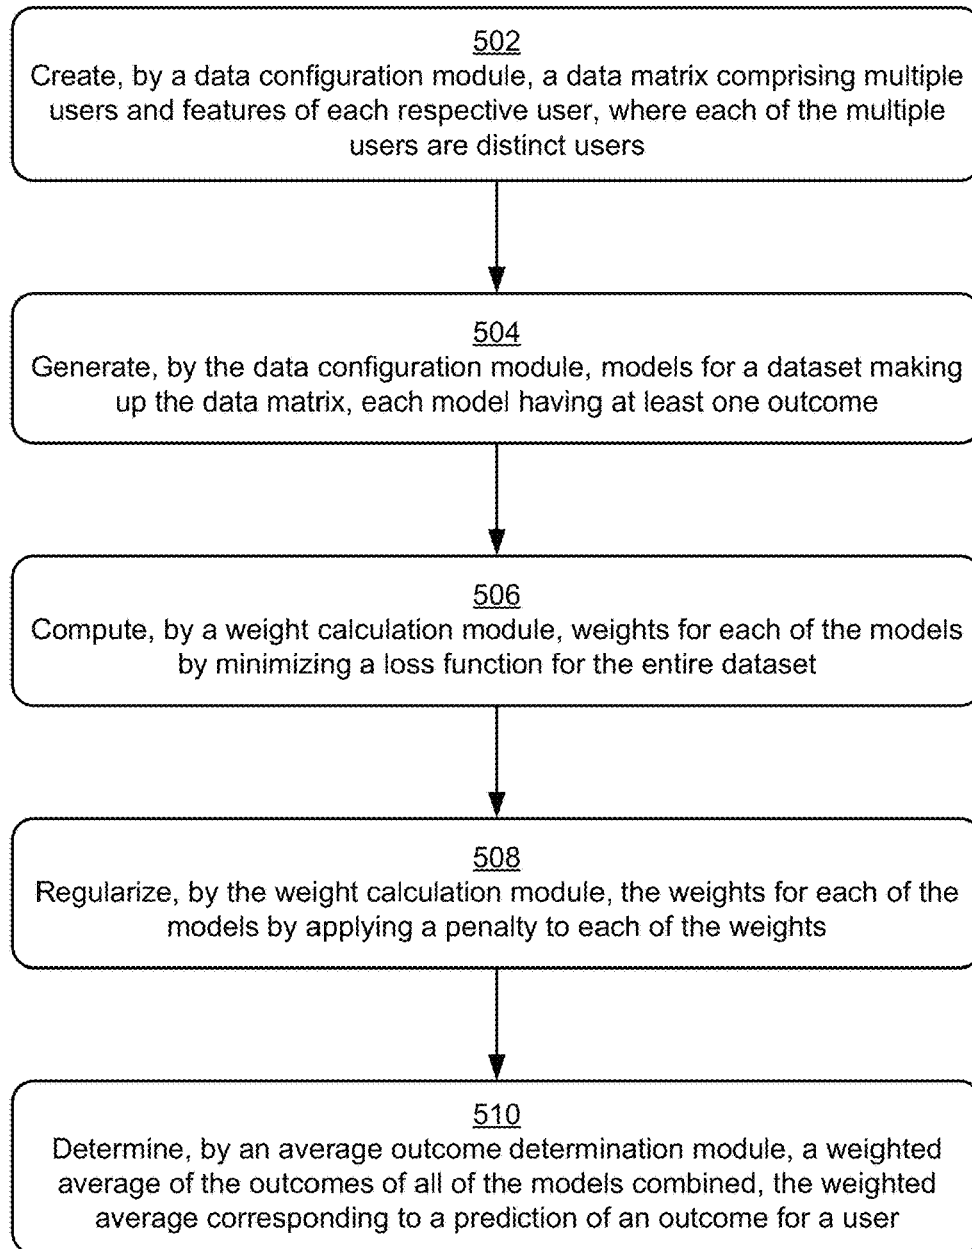 502
Create, by a data configuration module, a data matrix comprising multiple
users and features of each respective user, where each of the multiple
users are distinct users
504
Generate, by the data configuration module, models for a dataset making
up the data matrix, each model having at least one outcome
506
Compute, by a weight calculation module, weights for each of the models
by minimizing a loss function for the entire dataset
508
Regularize, by the weight calculation module, the weights for each of the
models by applying a penalty to each of the weights
510
Determine, by an average outcome determination module, a weighted
average of the outcomes of all of the models combined, the weighted
average corresponding to a prediction of an outcome for a user